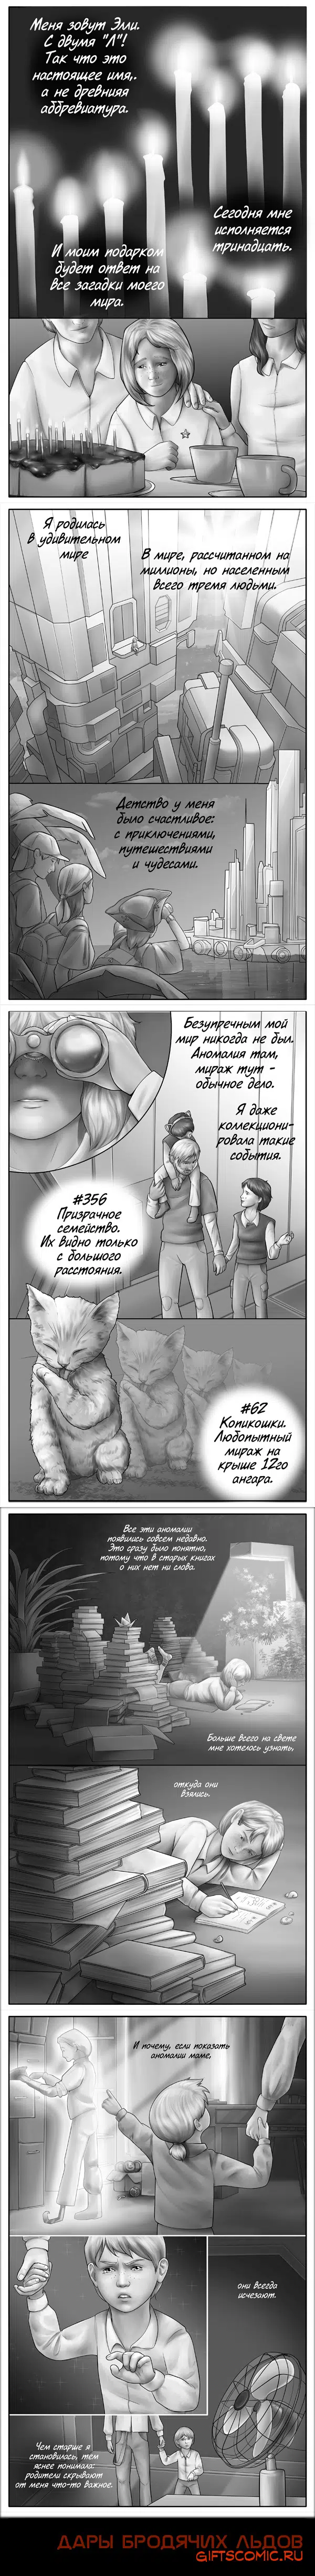 Меня зовут Элли.
С двумя "Л"!
Так что это
настоящее имя,.
а не древняя
аббревиатура.
Сегодня мне
исполняется
тринадцать.
И моим подарком
будет ответ на
все загадки моего
мира.
Я родилась
в удивительном
мире
В мире, рассчитанном на
миллионы, но населенным
всего тремя людьми.
Детство у меня
было счастливое:
с приключениями,
путешествиями
и чудесами.
Безупречным мой
мир никогда не был.
Аномалия там,
мираж тут -
обычное дело.
Я даже
коллекциони-
ровала такие
события.
#356
Призрачное
семейство.
Их видно только
с большого
расстояния.
#62
Копикошки.
Любопытный
мираж на
крыше 12го
ангара.
Все эти аномалии
появились совсем недавно.
Это сразу было понятно,
потому что в старых книгах
о них нет ни слова.
Больше всего на свете
мне хотелось узнать,
откуда они
взялись.
И почему, если показать
аномалии маме,
они всегда
исчезают.
Чем старше я
становилась, тем
яснее понимала:
родители скрывают
от меня что-то важное.
ДАРЫ БРОДЯЧИХ ЛЬДОВ
GIFTSCOMIC.RU